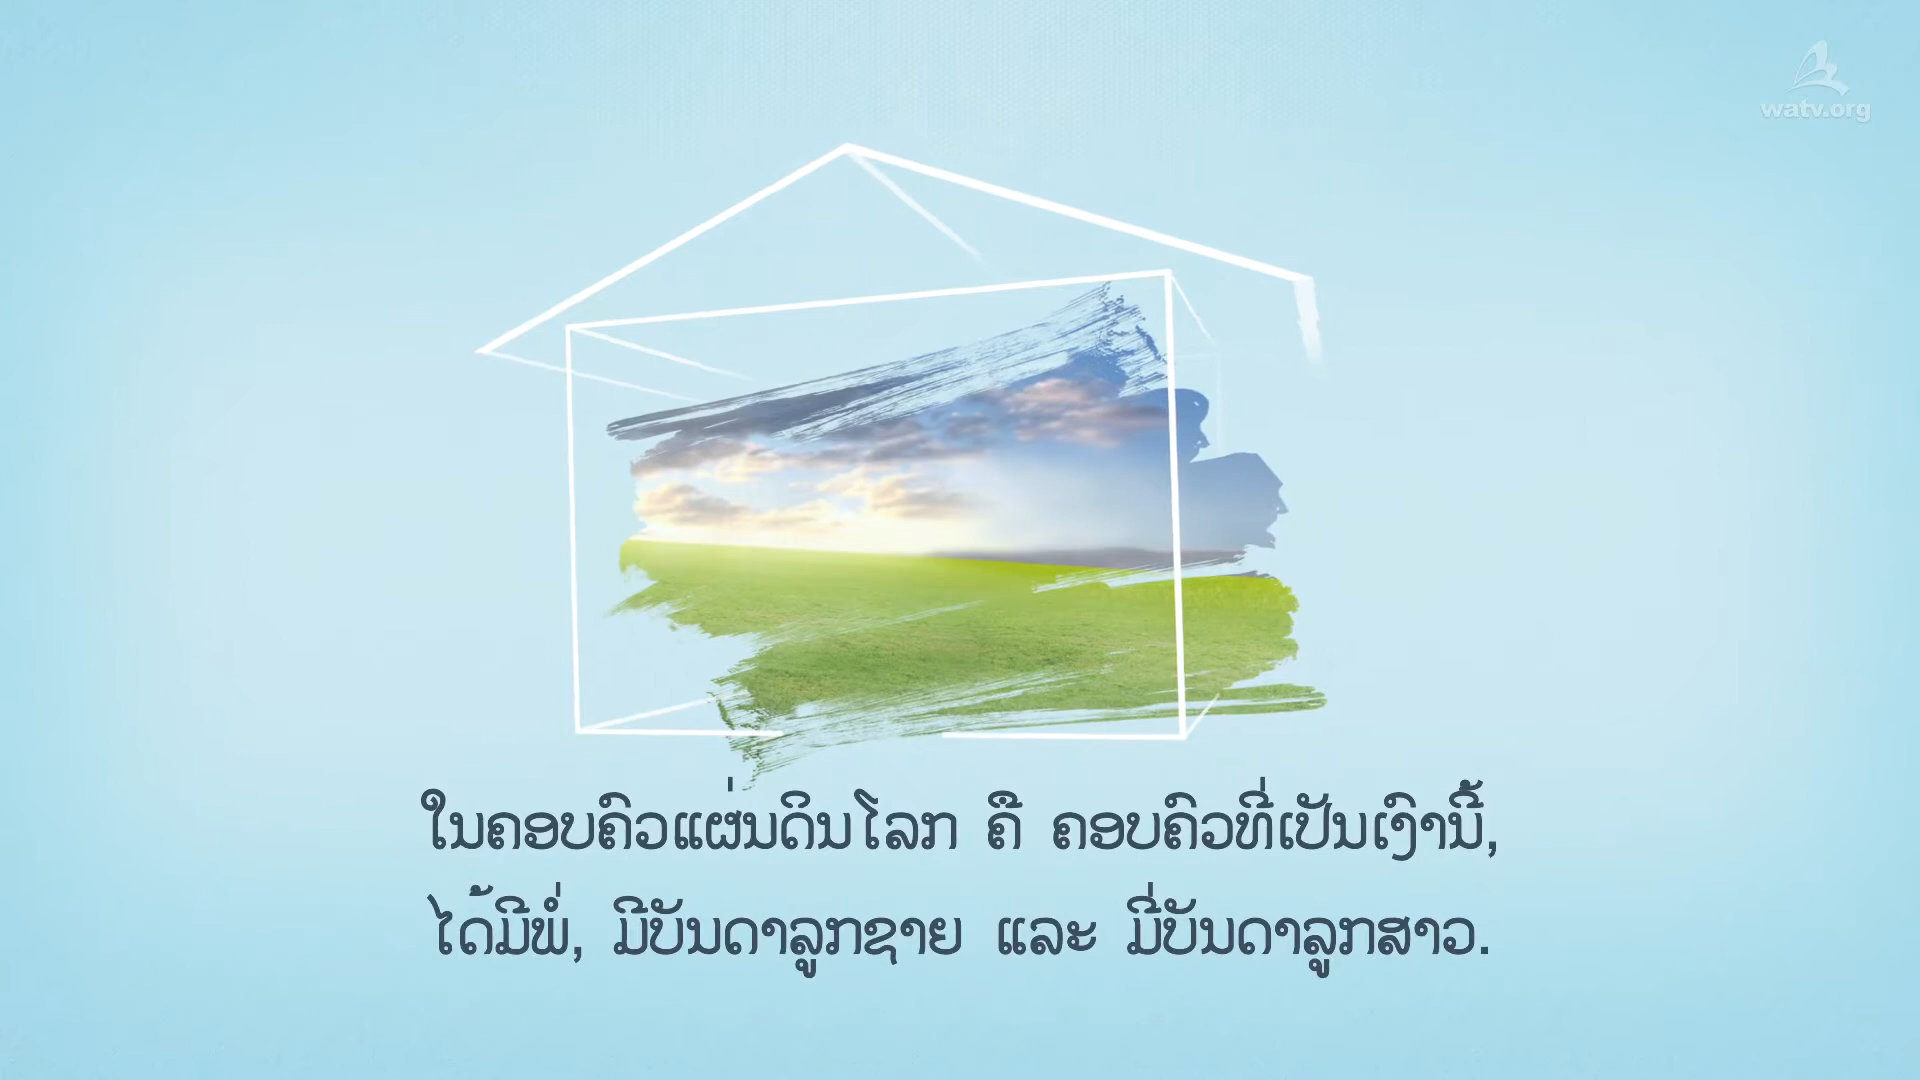 watv.org
ໃນຄອບຄົວແຜ່ນດິນໂລກ ຄື ຄອບຄົວທີ່ເປັນເງົານີ້,
ໄດ້ມີພໍ່, ມີບັນດາລູກຊາຍ ແລະ ມີ່ບັນດາລູກສາວ.